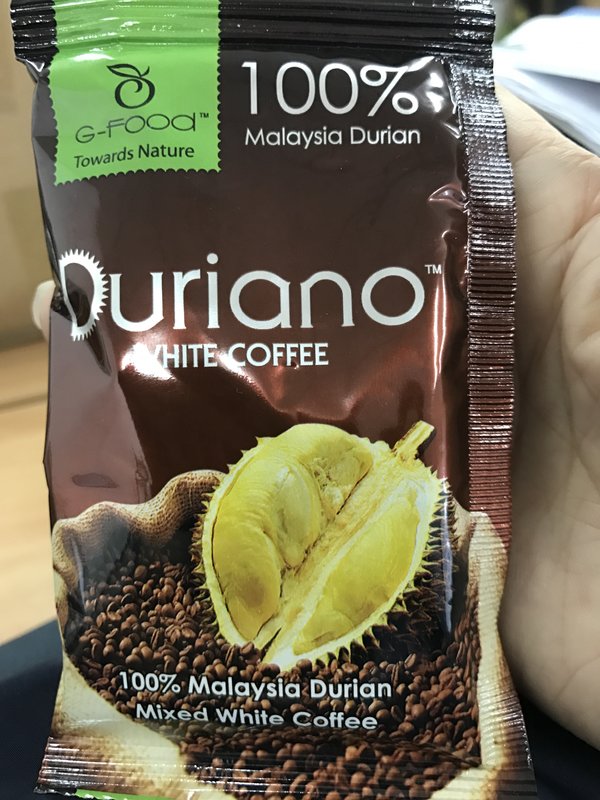 G-FOOD™
Towards Nature
100%
Malaysia Durian
Duriano™
WHITE COFFEE
100% Malaysia Durian
Mixed White Coffee